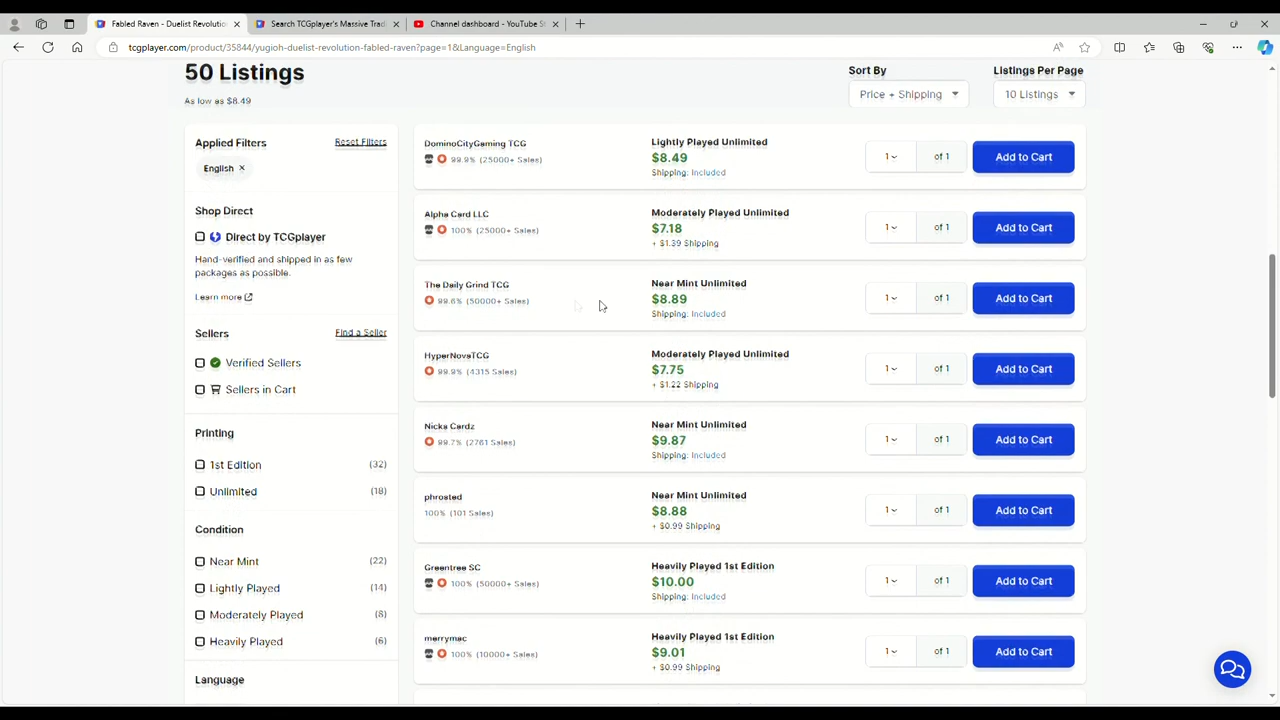 Fabled Raven - Duelist Revolutio
Search TCGplayer's Massive Trad
Channel dashboard - YouTube St
tcgplayer.com/product/35844/yugioh-duelist-revolution-fabled-raven?page=1&Language=English
50 Listings
As low as $8.49
Sort By
Price + Shipping
Listings Per Page
10 Listings
Applied Filters
Reset Filters
English
Shop Direct
Direct by TCGplayer
Hand-verified and shipped in as few
packages as possible.
Learn more
Sellers
Find a Seller
Verified Sellers
Sellers in Cart
Printing
1st Edition (32)
Unlimited (18)
Condition
Near Mint (22)
Lightly Played (14)
Moderately Played (8)
Heavily Played (6)
Language
DominoCityGaming TCG
99.9% (25000+ Sales)
Lightly Played Unlimited
$8.49
Shipping: Included
1 of 1
Add to Cart
Alpha Card LLC
100% (25000+ Sales)
Moderately Played Unlimited
$7.18
+ $1.39 Shipping
1 of 1
Add to Cart
The Daily Grind TCG
99.6% (50000+ Sales)
Near Mint Unlimited
$8.89
Shipping: Included
1 of 1
Add to Cart
HyperNovaTCG
99.9% (4315 Sales)
Moderately Played Unlimited
$7.75
+ $1.22 Shipping
1 of 1
Add to Cart
Nicks Cardz
99.7% (2761 Sales)
Near Mint Unlimited
$9.87
Shipping: Included
1 of 1
Add to Cart
phrosted
100% (101 Sales)
Near Mint Unlimited
$8.88
+ $0.99 Shipping
1 of 1
Add to Cart
Greentree SC
100% (50000+ Sales)
Heavily Played 1st Edition
$10.00
Shipping: Included
1 of 1
Add to Cart
merrymac
100% (10000+ Sales)
Heavily Played 1st Edition
$9.01
+ $0.99 Shipping
1 of 1
Add to Cart